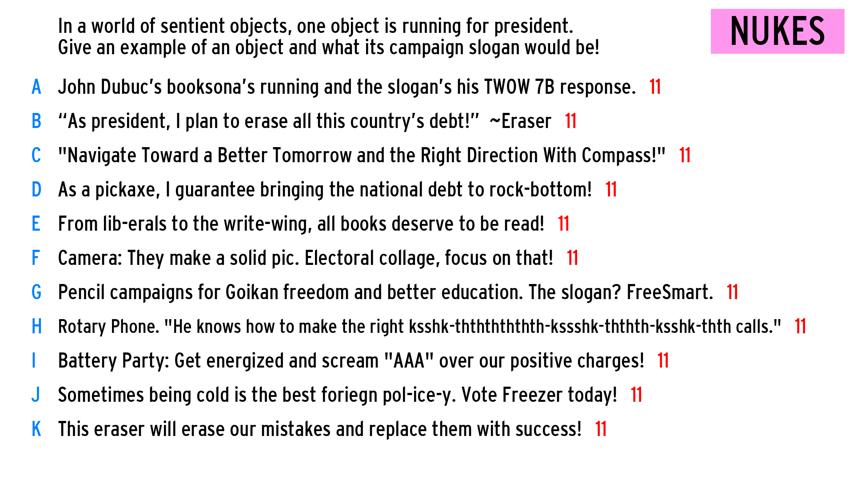 In a world of sentient objects, one object is running for president.
Give an example of an object and what its campaign slogan would be!
NUKES
A John Dubuc's booksona's running and the slogan's his TWOW 7B response. 11
B “As president, I plan to erase all this country's debt!” ~Eraser 11
C "Navigate Toward a Better Tomorrow and the Right Direction With Compass!" 11
D As a pickaxe, I guarantee bringing the national debt to rock-bottom! 11
E From lib-erals to the write-wing, all books deserve to be read! 11
F Camera: They make a solid pic. Electoral collage, focus on that! 11
G Pencil campaigns for Goikan freedom and better education. The slogan? FreeSmart. 11
H Rotary Phone. "He knows how to make the right ksshk-thththththth-kssshk-ththth-ksshk-thth calls." 11
I Battery Party: Get energized and scream "AAA" over our positive charges! 11
J Sometimes being cold is the best foriegn pol-ice-y. Vote Freezer today! 11
K This eraser will erase our mistakes and replace them with success! 11